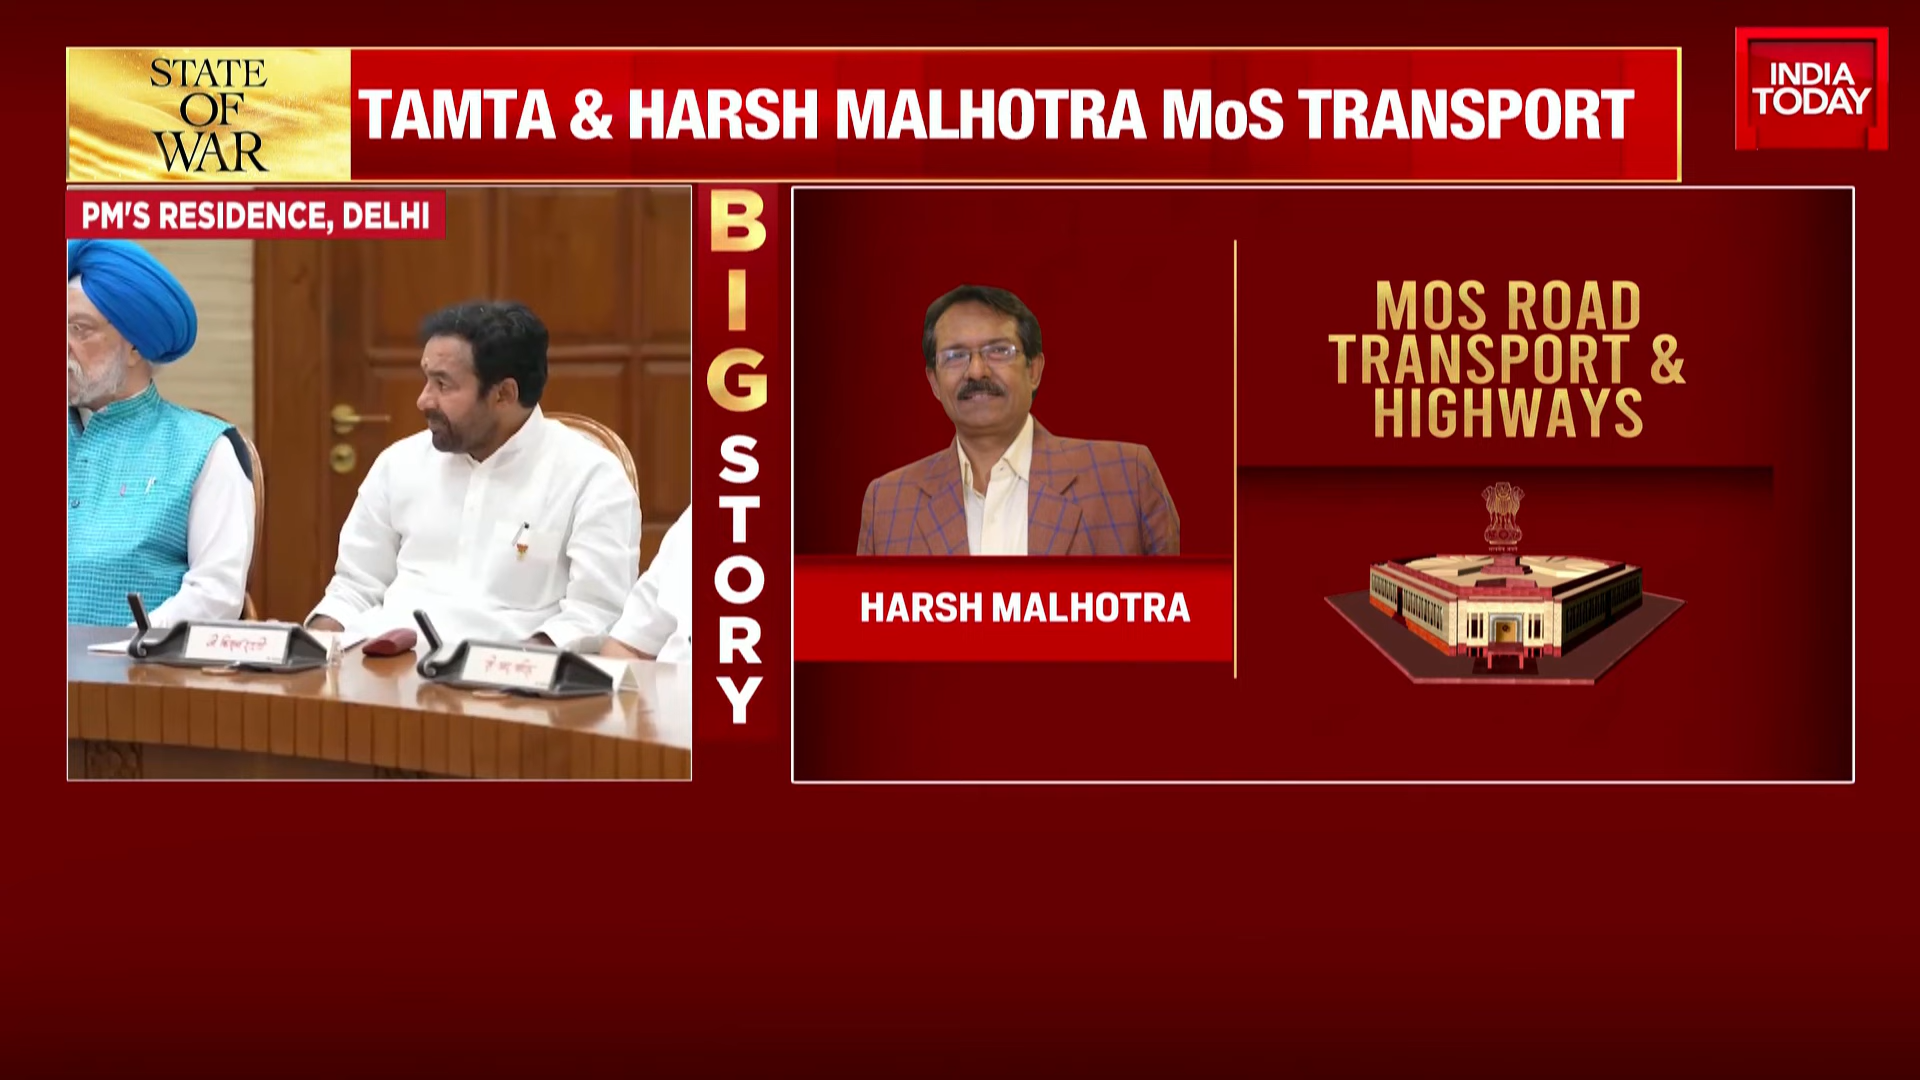 STATE
OF
WAR
TAMTA & HARSH MALHOTRA MoS TRANSPORT
INDIA
TODAY
PM'S RESIDENCE, DELHI
BIG STORY
HARSH MALHOTRA
MOS ROAD
TRANSPORT &
HIGHWAYS